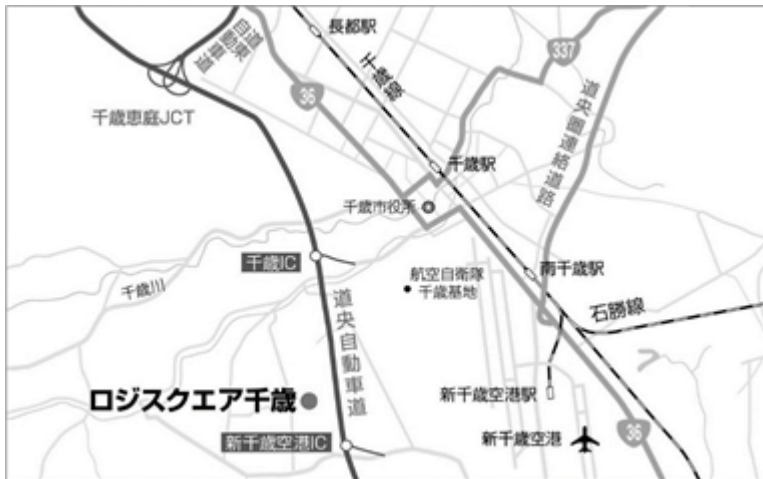 長都駅
道東
自動車道
千歳線
337
36
千歳恵庭JCT
道央圏連絡道路
千歳駅
千歳市役所
千歳IC
航空自衛隊
千歳基地
南千歳駅
千歳川
石勝線
道央自動車道
ロジスクエア千歳
新千歳空港駅
新千歳空港IC
新千歳空港
36